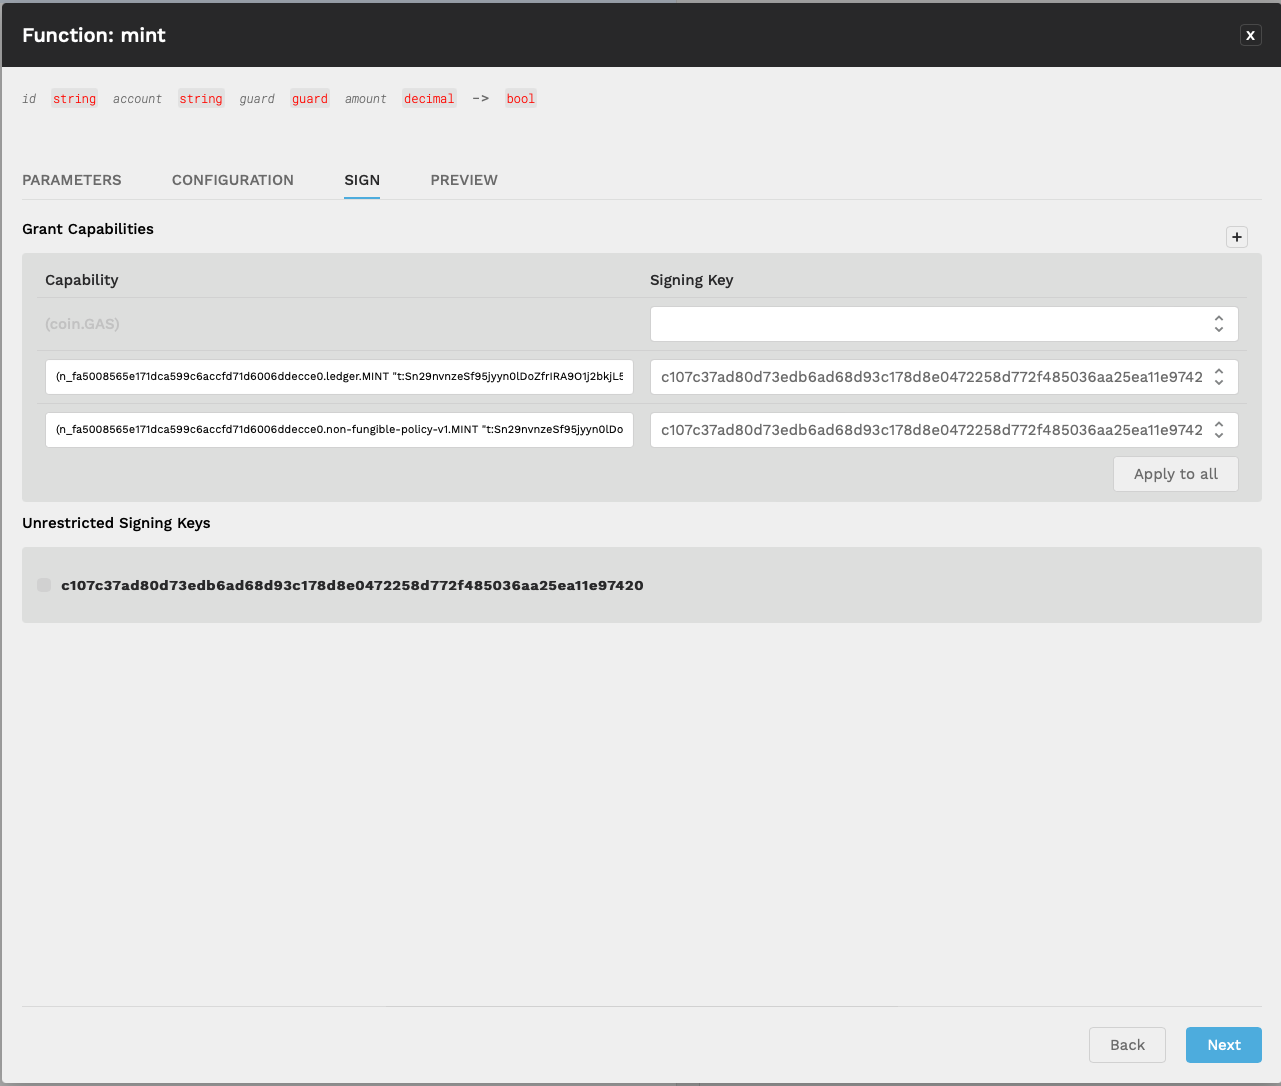 Function: mint
X
id string account string guard guard amount decimal -> bool
PARAMETERS CONFIGURATION SIGN PREVIEW
Grant Capabilities
+
Capability Signing Key
(coin.GAS)
(n_fa5008565e171dca599c6accfd71d6006ddecce0.ledger.MINT "t:Sn29nvnzeSf95jyyn0lDoZfrIRA9O1j2bkjL5 c107c37ad80d73edb6ad68d93c178d8e0472258d772f485036aa25ea11e9742
(n_fa5008565e171dca599c6accfd71d6006ddecce0.non-fungible-policy-v1.MINT "t:Sn29nvnzeSf95jyyn0lDo c107c37ad80d73edb6ad68d93c178d8e0472258d772f485036aa25ea11e9742
Apply to all
Unrestricted Signing Keys
c107c37ad80d73edb6ad68d93c178d8e0472258d772f485036aa25ea11e97420
Back Next